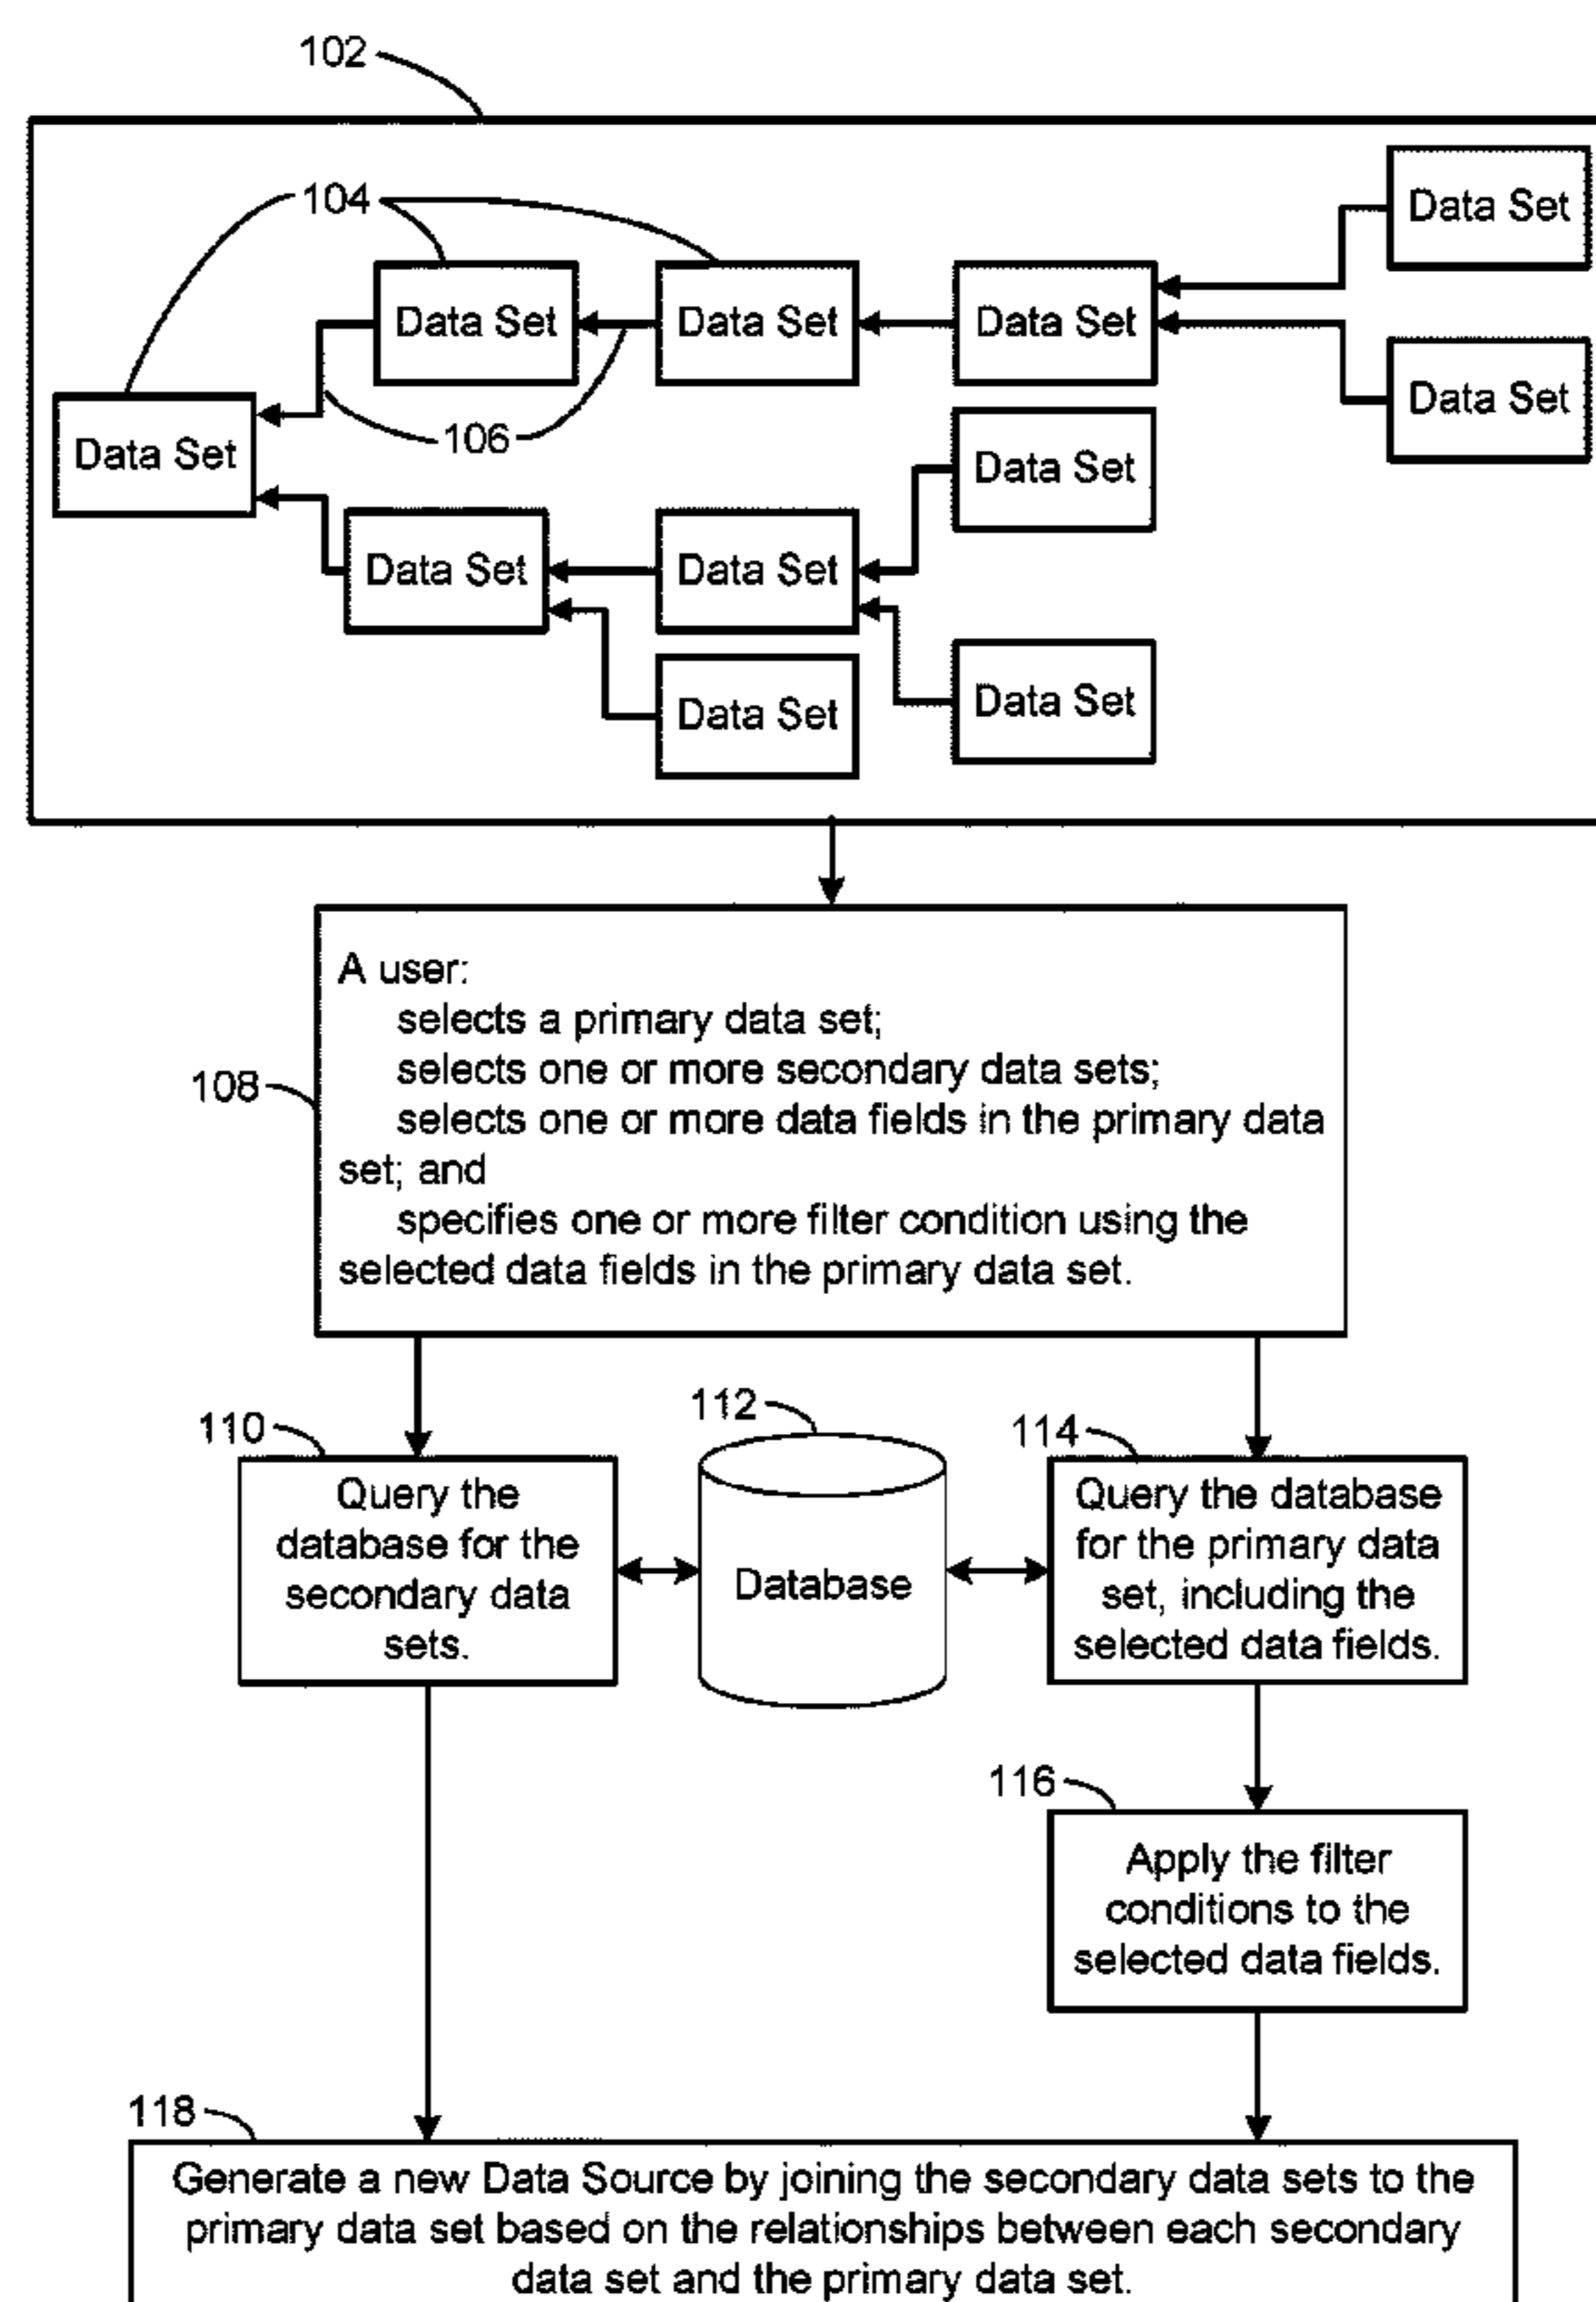 102
104
Data Set
Data Set
Data Set
Data Set
Data Set
Data Set
106
Data Set
Data Set
Data Set
Data Set
Data Set
Data Set
A user:
selects a primary data set;
selects one or more secondary data sets;
108
selects one or more data fields in the primary data
set; and
specifies one or more filter condition using the
selected data fields in the primary data set.
110
112
114
Query the
database for the
secondary data
sets.
Database
Query the database
for the primary data
set, including the
selected data fields.
116
Apply the filter
conditions to the
selected data fields.
118
Generate a new Data Source by joining the secondary data sets to the
primary data set based on the relationships between each secondary
data set and the primary data set.